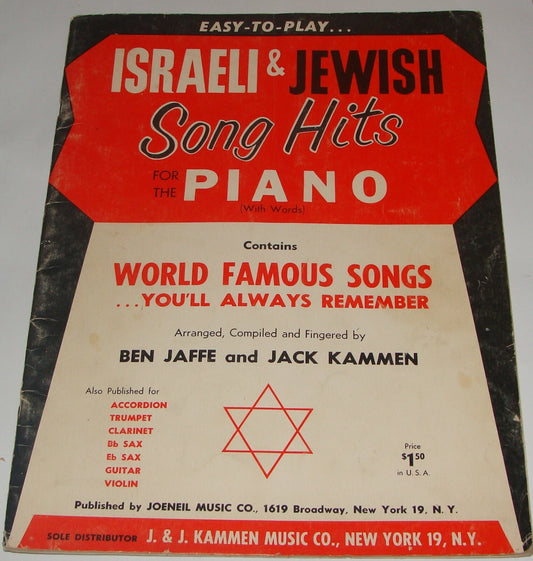 EASY-TO-PLAY...
ISRAELI & JEWISH
Song Hits
FOR THE PIANO
(With Words)
Contains
WORLD FAMOUS SONGS
...YOU'LL ALWAYS REMEMBER
Arranged, Compiled and Fingered by
BEN JAFFE and JACK KAMMEN
Also Published for
ACCORDION
TRUMPET
CLARINET
Bb SAX
Eb SAX
GUITAR
VIOLIN
Price
$1.50
in U.S.A.
Published by JOENEIL MUSIC CO., 1619 Broadway, New York 19, N. Y.
SOLE DISTRIBUTOR J. & J. KAMMEN MUSIC CO., NEW YORK 19, N.Y.